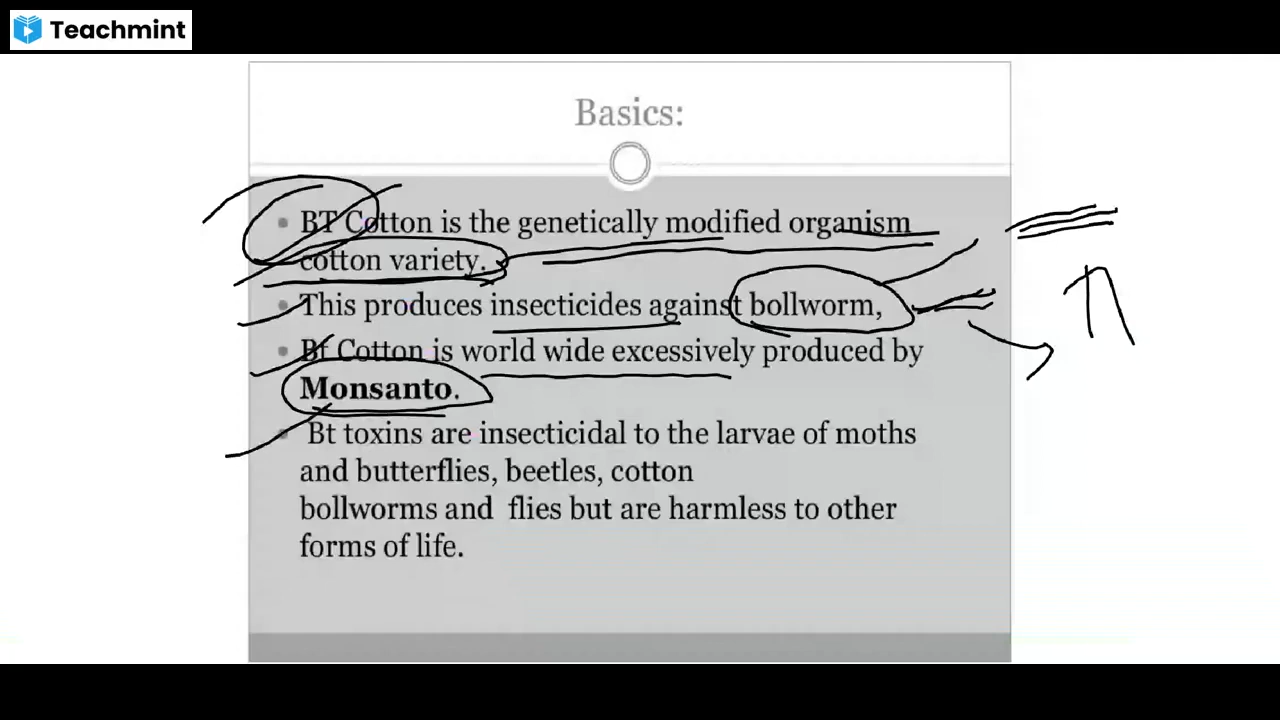 Teachmint
Basics:
• BT Cotton is the genetically modified organism
cotton variety.
• This produces insecticides against bollworm,
• Bt Cotton is world wide excessively produced by
Monsanto.
• Bt toxins are insecticidal to the larvae of moths
and butterflies, beetles, cotton
bollworms and flies but are harmless to other
forms of life.